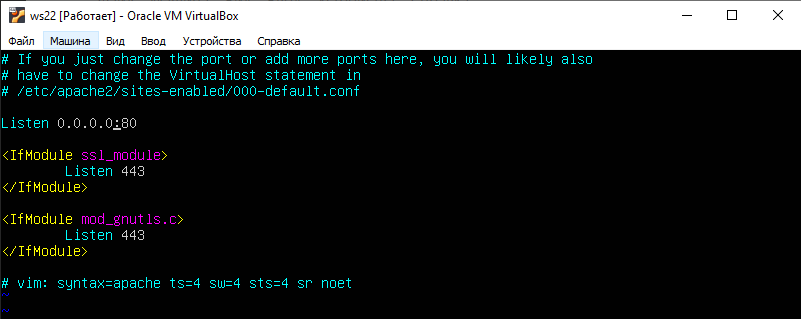 ws22 [Работает] - Oracle VM VirtualBox
Файл Машина Вид Ввод Устройства Справка
# If you just change the port or add more ports here, you will likely also
# have to change the VirtualHost statement in
# /etc/apache2/sites-enabled/000-default.conf
Listen 0.0.0.0:80
<IfModule ssl_module>
Listen 443
</IfModule>
<IfModule mod_gnutls.c>
Listen 443
</IfModule>
# vim: syntax=apache ts=4 sw=4 sts=4 sr noet
~
~